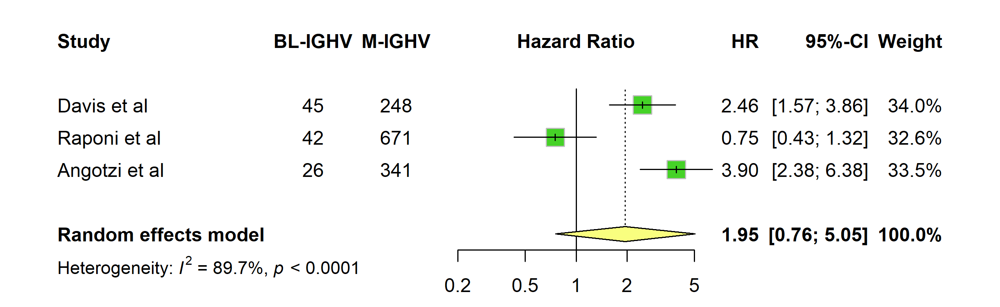 Study BL-IGHV M-IGHV Hazard Ratio HR 95%-CI Weight
Davis et al 45 248 2.46 [1.57; 3.86] 34.0%
Raponi et al 42 671 0.75 [0.43; 1.32] 32.6%
Angotzi et al 26 341 3.90 [2.38; 6.38] 33.5%
Random effects model 1.95 [0.76; 5.05] 100.0%
Heterogeneity: I² = 89.7%, p < 0.0001
0.2 0.5 1 2 5